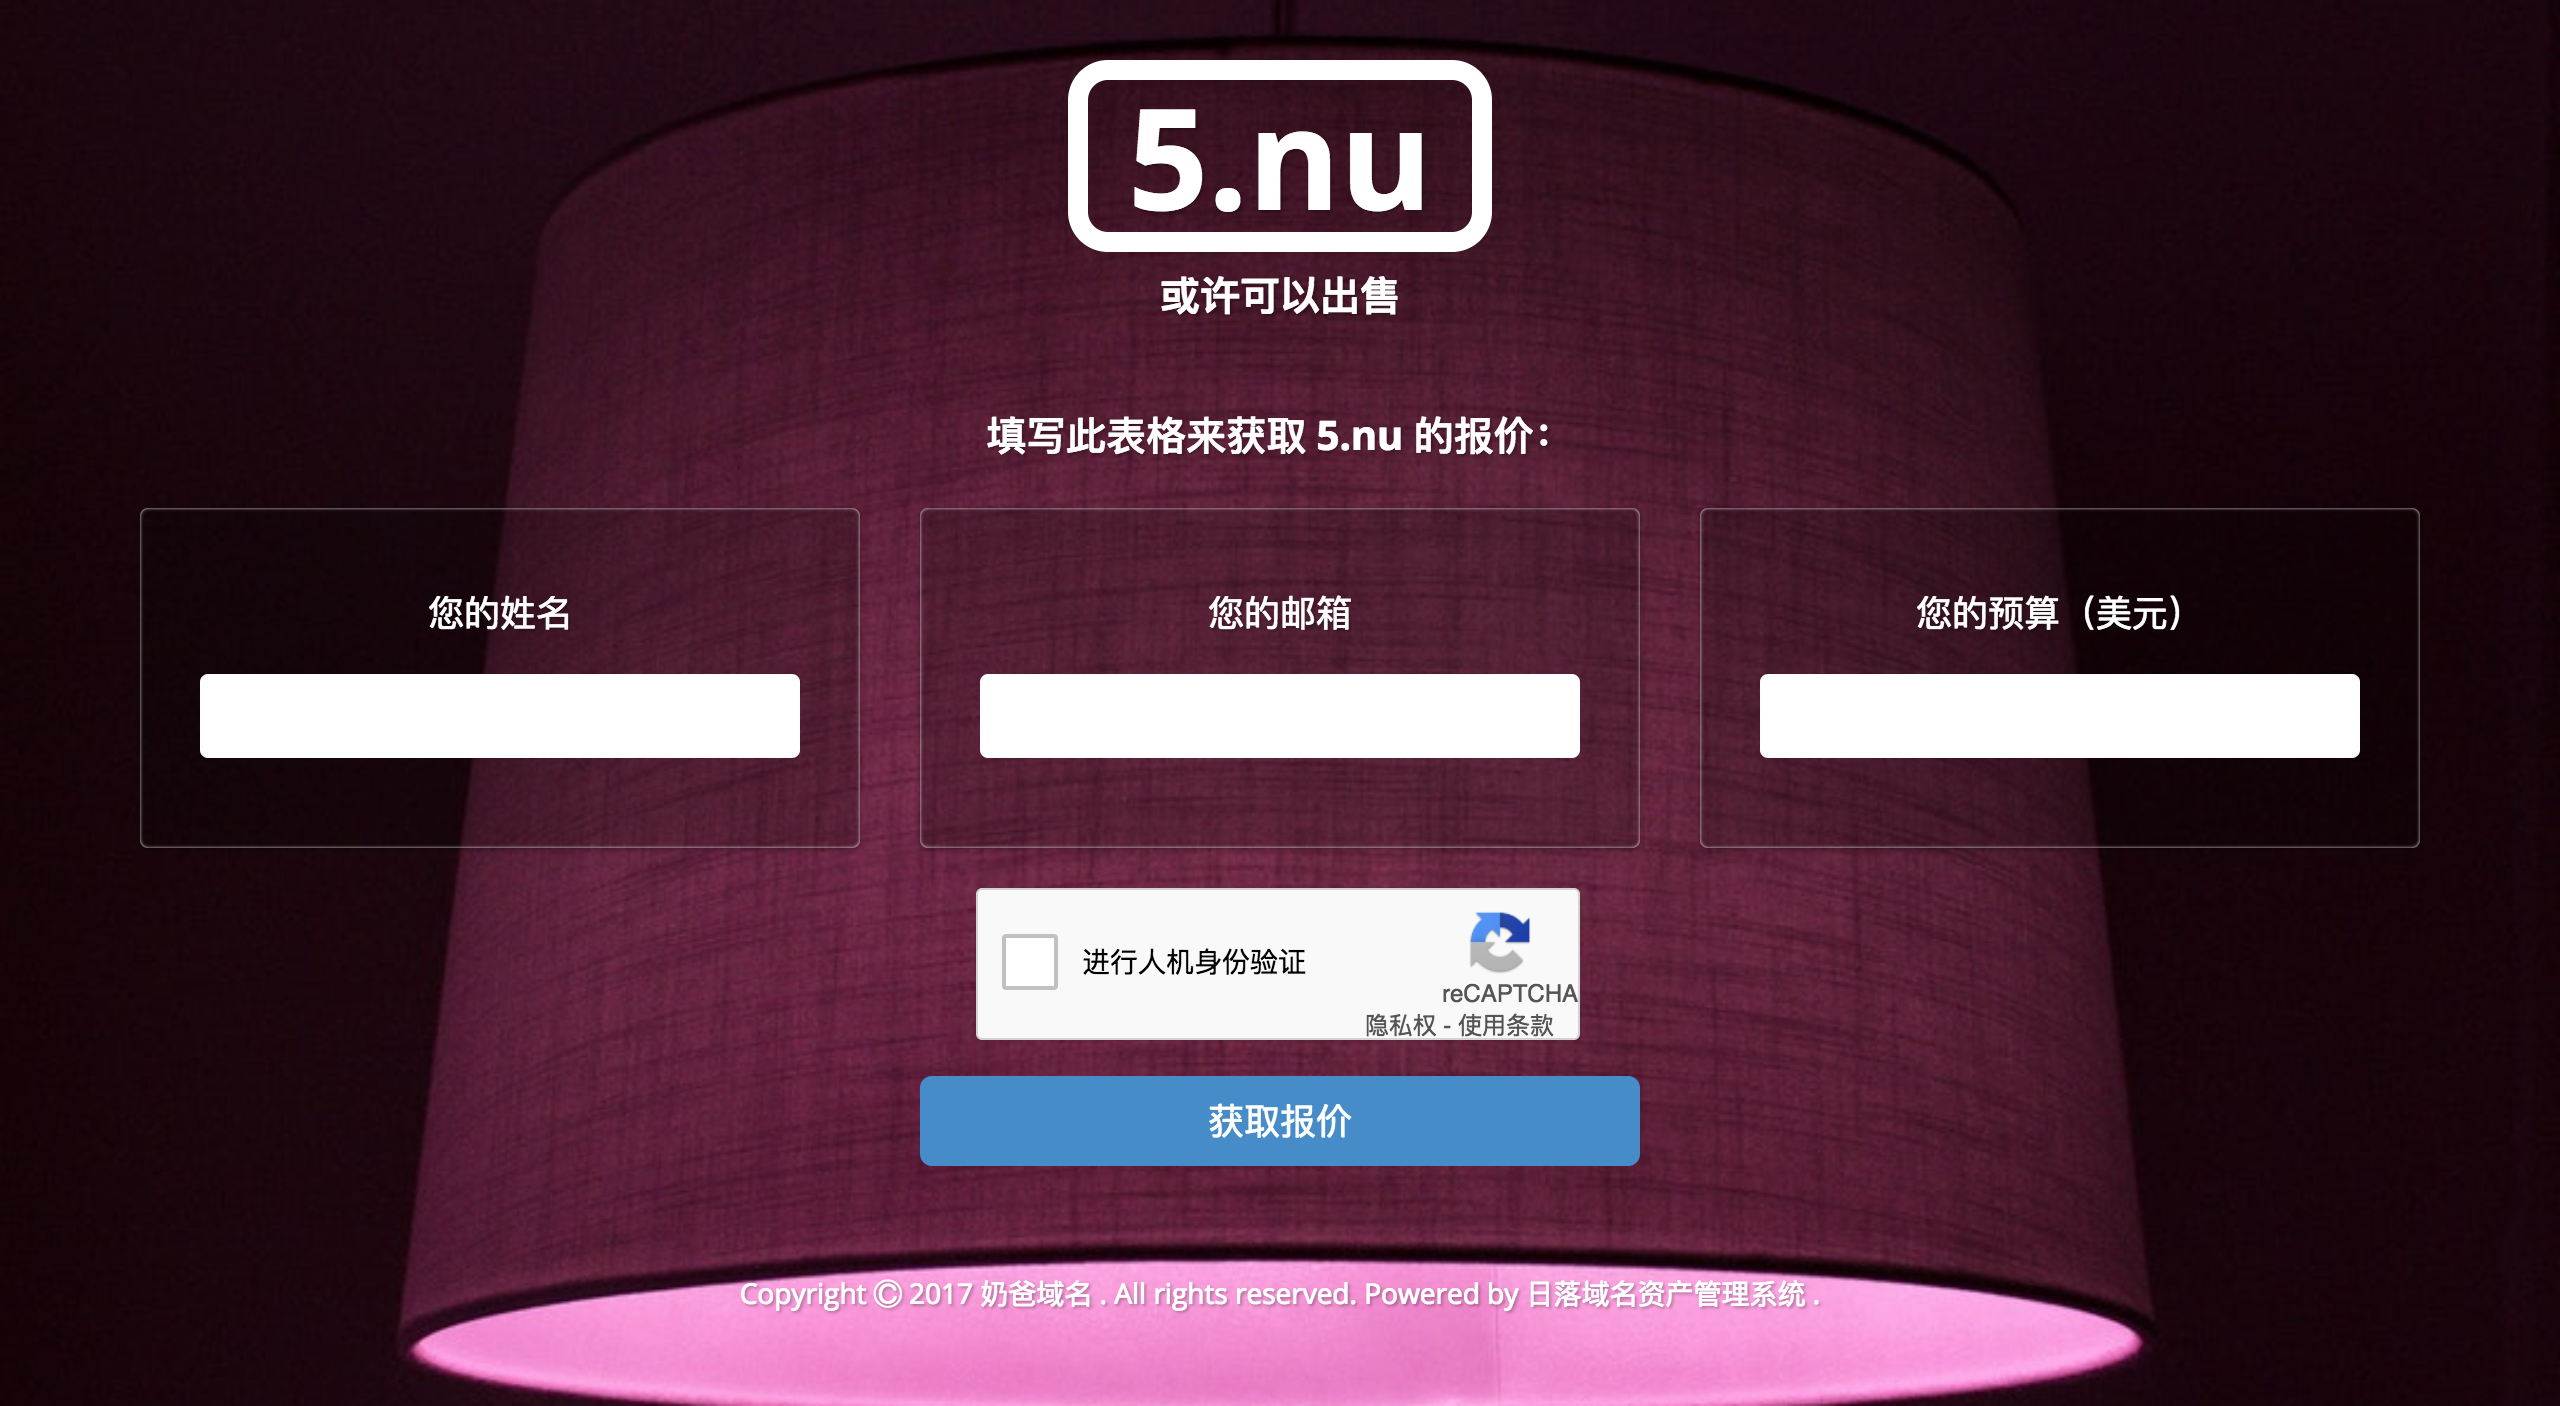 5.nu
或许可以出售
填写此表格来获取 5.nu 的报价：
您的姓名
您的邮箱
您的预算（美元）
进行人机身份验证
reCAPTCHA
隐私权 - 使用条款
获取报价
Copyright © 2017 奶爸域名 . All rights reserved. Powered by 日落域名资产管理系统 .